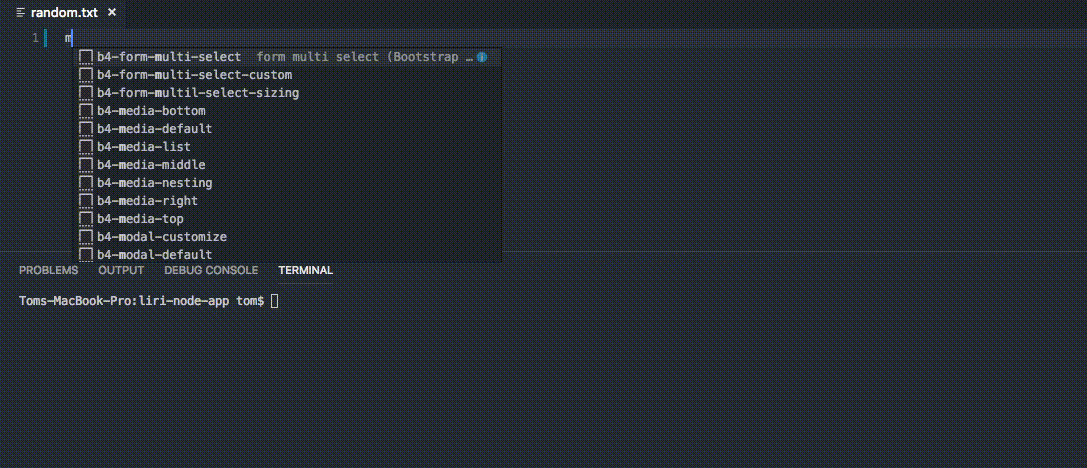 random.txt ×
1 m
b4-form-multi-select form multi select (Bootstrap …
b4-form-multi-select-custom
b4-form-multil-select-sizing
b4-media-bottom
b4-media-default
b4-media-list
b4-media-middle
b4-media-nesting
b4-media-right
b4-media-top
b4-modal-customize
b4-modal-default
PROBLEMS OUTPUT DEBUG CONSOLE TERMINAL
Toms-MacBook-Pro:liri-node-app tom$